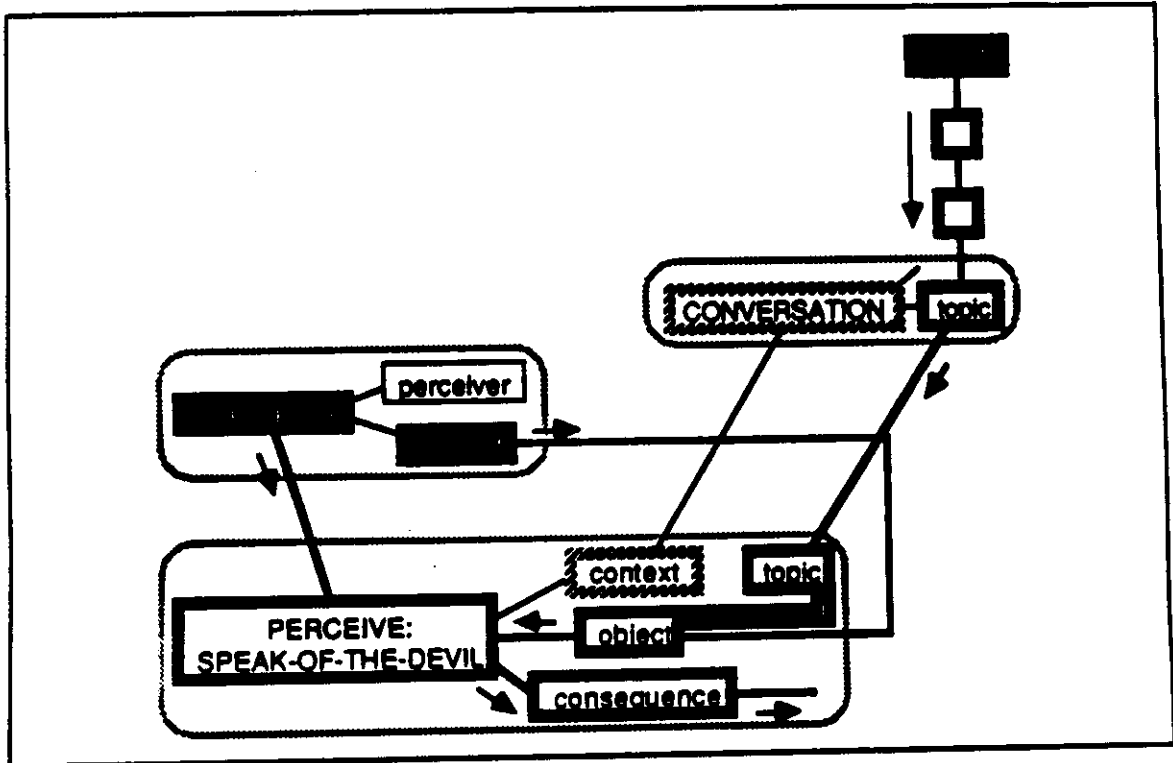 CONVERSATION
topic
perceiver
context
topic
PERCEIVE:
SPEAK-OF-THE-DEVIL
object
consequence